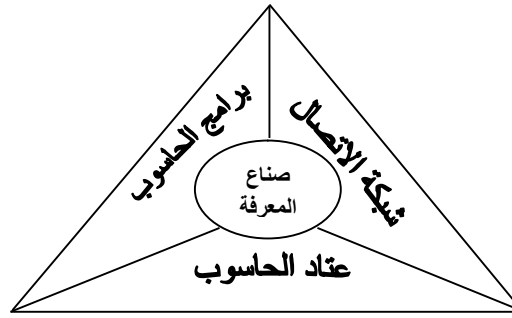 برامج الحاسوب
شبكة الاتصال
صناع
المعرفة
عتاد الحاسوب